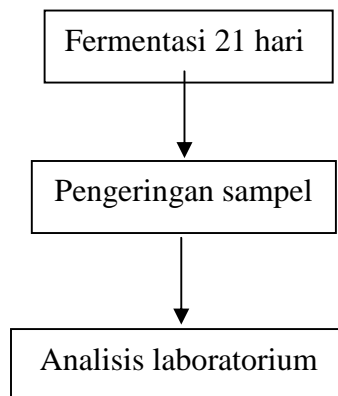 Fermentasi 21 hari
Pengeringan sampel
Analisis laboratorium